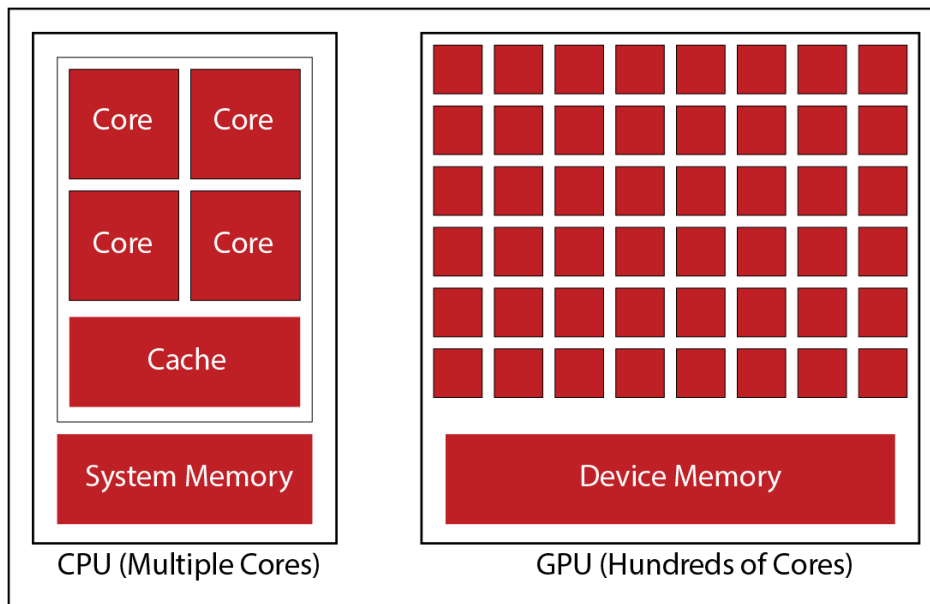 Core Core
Core Core
Cache
System Memory
CPU (Multiple Cores)
Device Memory
GPU (Hundreds of Cores)